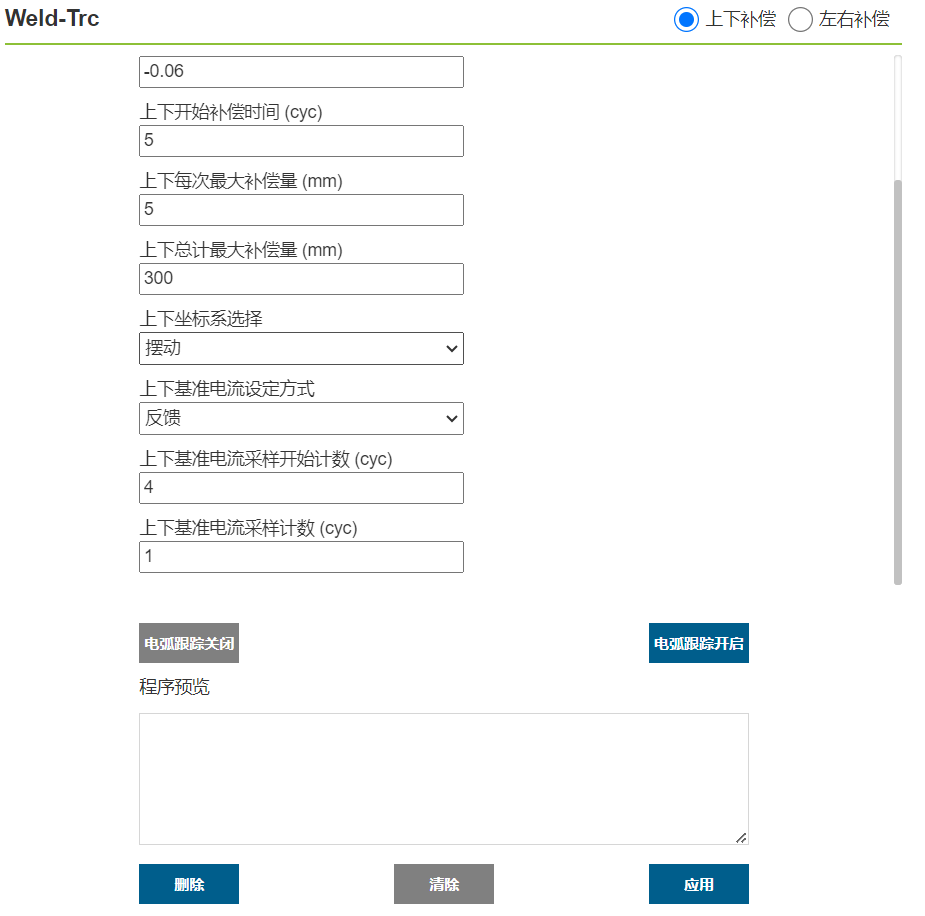 Weld-Trc
上下补偿 左右补偿
-0.06
上下开始补偿时间 (cyc)
5
上下每次最大补偿量 (mm)
5
上下总计最大补偿量 (mm)
300
上下坐标系选择
摆动
上下基准电流设定方式
反馈
上下基准电流采样开始计数 (cyc)
4
上下基准电流采样计数 (cyc)
1
电弧跟踪关闭 电弧跟踪开启
程序预览
删除 清除 应用